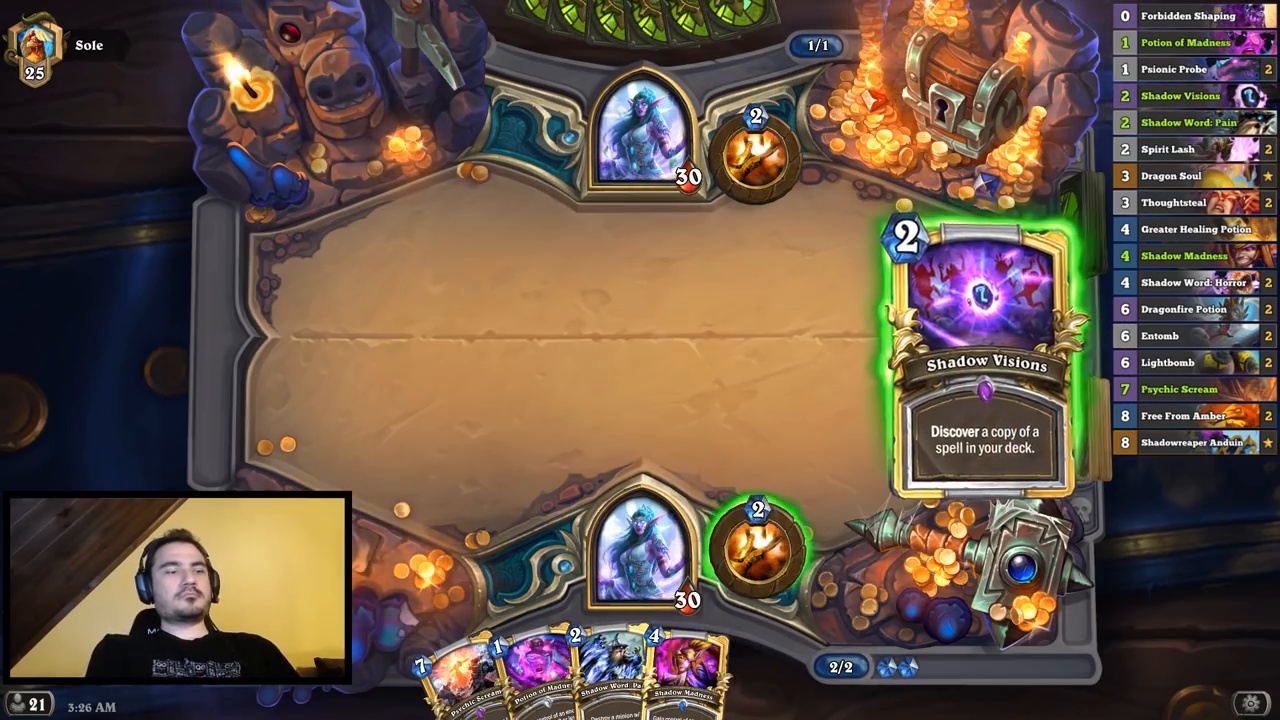 Sole
25
1/1
2
30
2
Shadow Visions
Discover a copy of a
spell in your deck.
2
30
7
Psychic Scream
1
2
4
Shadow Madness
2/2
21
3:26 AM
0 Forbidden Shaping
1 Potion of Madness
1 Psionic Probe 2
2 Shadow Visions
2 Shadow Word: Pain
2 Spirit Lash 2
3 Dragon Soul
3 Thoughtsteal 2
4 Greater Healing Potion
4 Shadow Madness
4 Shadow Word: Horror 2
6 Dragonfire Potion 2
6 Entomb 2
6 Lightbomb 2
7 Psychic Scream
8 Free From Amber 2
8 Shadowreaper Anduin